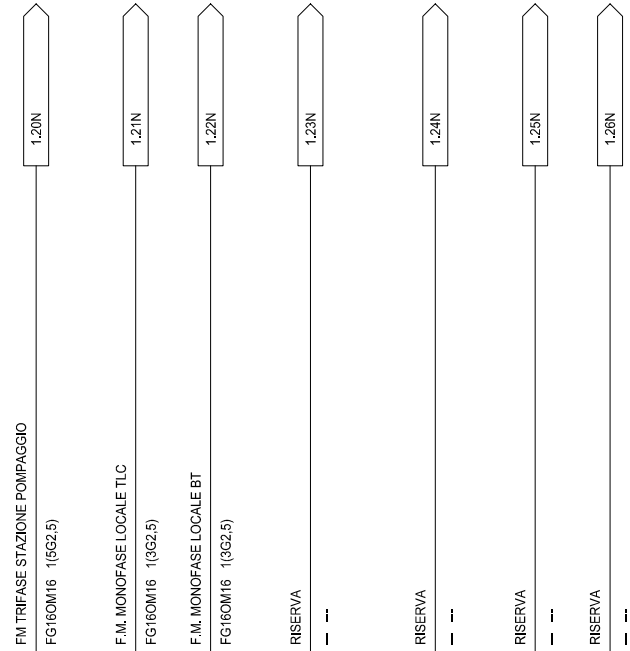 1.20N
FM TRIFASE STAZIONE POMPAGGIO
FG16OM16 1(5G2,5)
1.21N
F.M. MONOFASE LOCALE TLC
FG16OM16 1(3G2,5)
1.22N
F.M. MONOFASE LOCALE BT
FG16OM16 1(3G2,5)
1.23N
RISERVA
1.24N
RISERVA
1.25N
RISERVA
1.26N
RISERVA